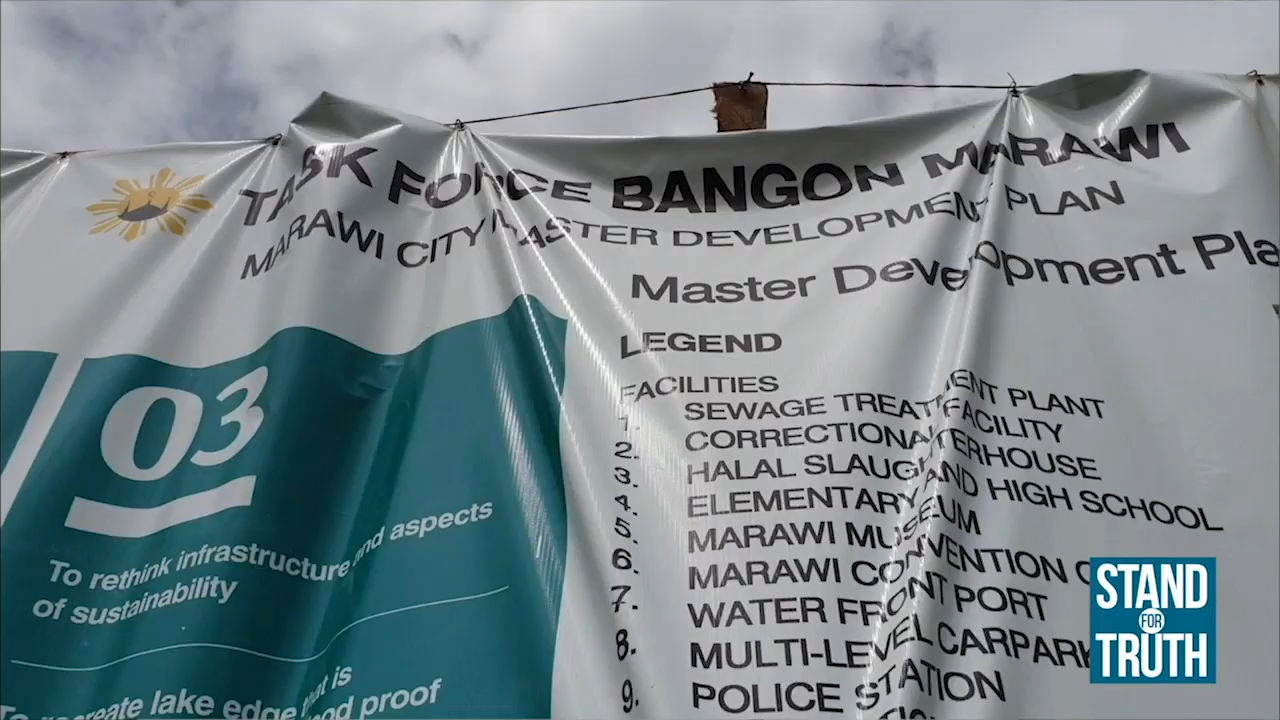 TASK FORCE BANGON MARAWI
MARAWI CITY MASTER DEVELOPMENT PLAN
Master Development Pla
LEGEND
FACILITIES
1. SEWAGE TREATMENT PLANT
2. CORRECTIONAL FACILITY
3. HALAL SLAUGHTERHOUSE
4. ELEMENTARY AND HIGH SCHOOL
5. MARAWI MUSEUM
6. MARAWI CONVENTION C
7. WATER FRONT PORT
8. MULTI-LEVEL CARPARK
9. POLICE STATION
03
To rethink infrastructure and aspects
of sustainability
To recreate lake edge that is
STAND
FOR
TRUTH